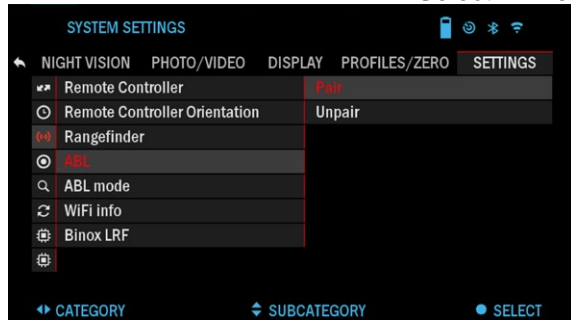 SYSTEM SETTINGS
NIGHT VISION PHOTO/VIDEO DISPLAY PROFILES/ZERO SETTINGS
Remote Controller Pair
Remote Controller Orientation Unpair
Rangefinder
ABL
ABL mode
WiFi info
Binox LRF
CATEGORY SUBCATEGORY SELECT